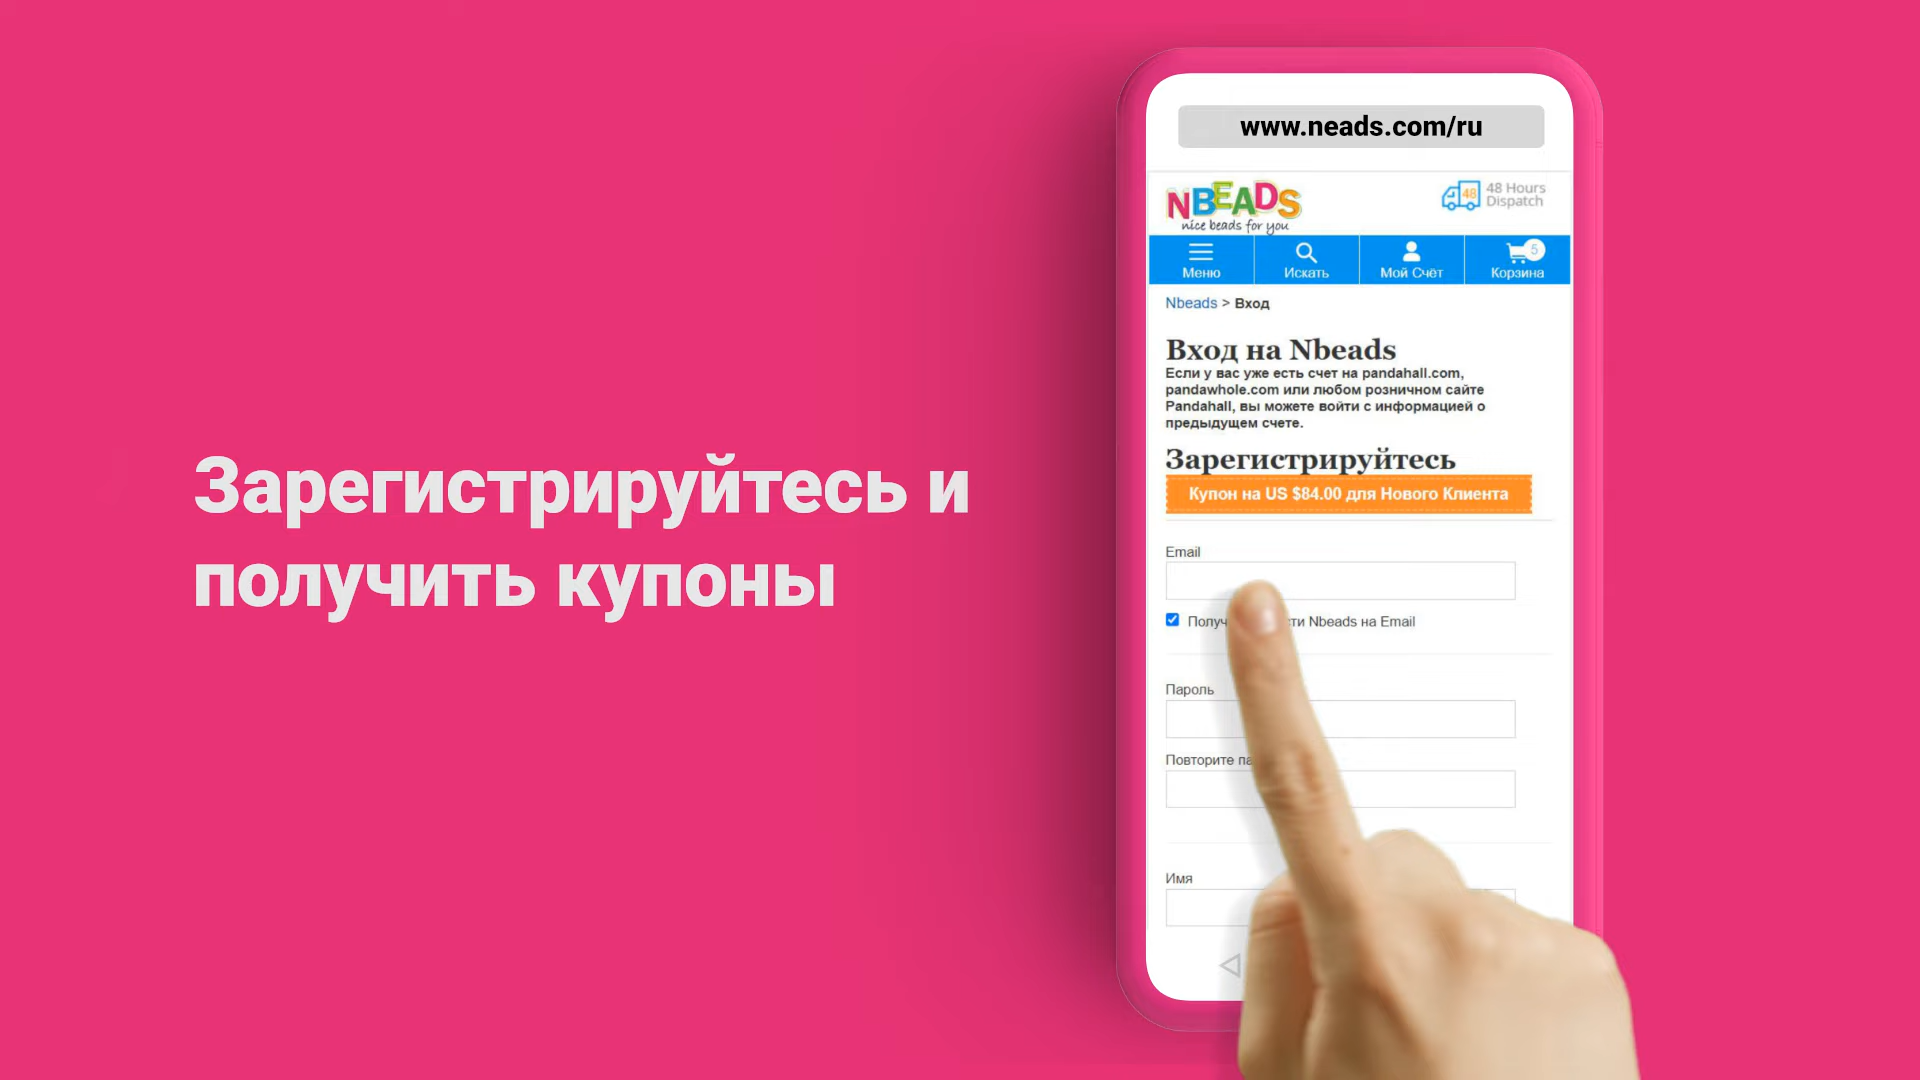 Зарегистрируйтесь и
получить купоны
www.neads.com/ru
NBEADS
nice beads for you
48
48 Hours
Dispatch
Меню
Искать
Мой Счёт
5
Корзина
Nbeads > Вход
Вход на Nbeads
Если у вас уже есть счет на pandahall.com,
pandawhole.com или любом розничном сайте
Pandahall, вы можете войти с информацией о
предыдущем счете.
Зарегистрируйтесь
Купон на US $84.00 для Нового Клиента
Email
Nbeads на Email
Пароль
Повторите
Имя